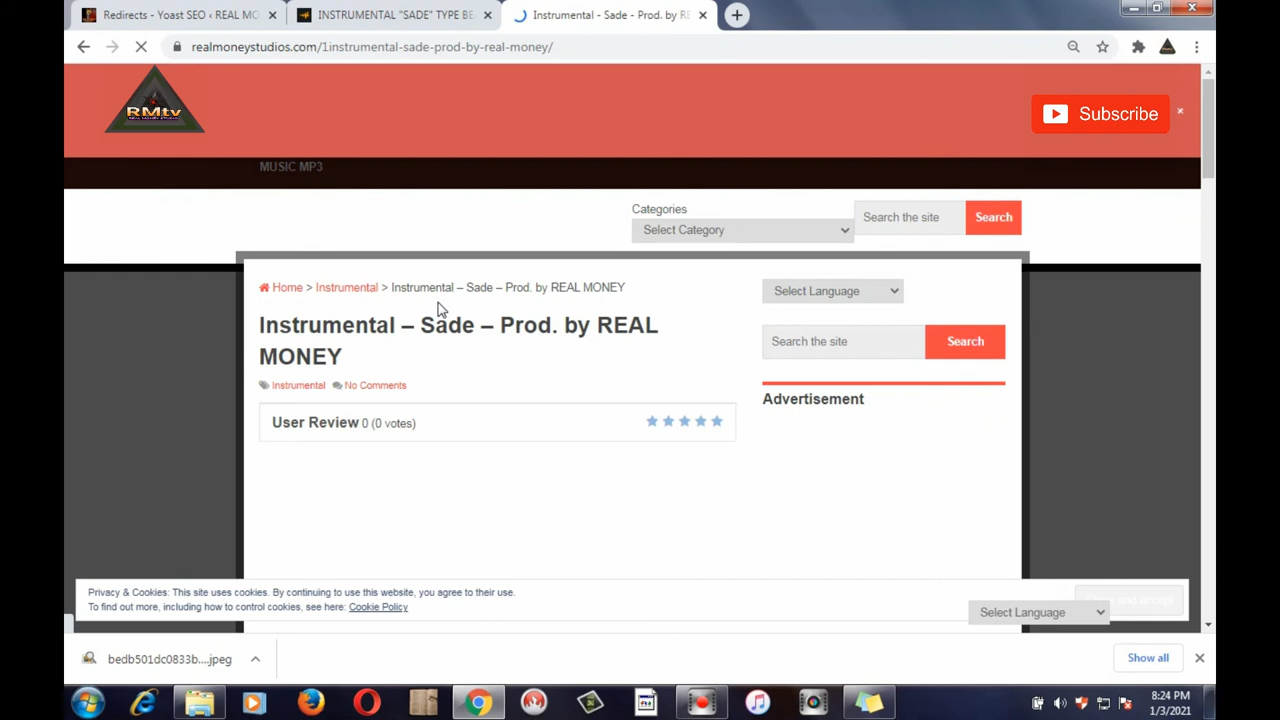 Redirects - Yoast SEO ‹ REAL MO
INSTRUMENTAL "SADE" TYPE BE
Instrumental - Sade - Prod. by RE
realmoneystudios.com/1instrumental-sade-prod-by-real-money/
RMtv
REAL MONEY STUDIO
Subscribe
×
MUSIC MP3
Categories
Select Category
Search the site
Search
Home > Instrumental > Instrumental – Sade – Prod. by REAL MONEY
Select Language
Instrumental – Sade – Prod. by REAL
MONEY
Search the site
Search
Instrumental
No Comments
Advertisement
User Review 0 (0 votes)
Privacy & Cookies: This site uses cookies. By continuing to use this website, you agree to their use.
To find out more, including how to control cookies, see here: Cookie Policy
Select Language
bedb501dc0833b....jpeg
Show all
8:24 PM
1/3/2021